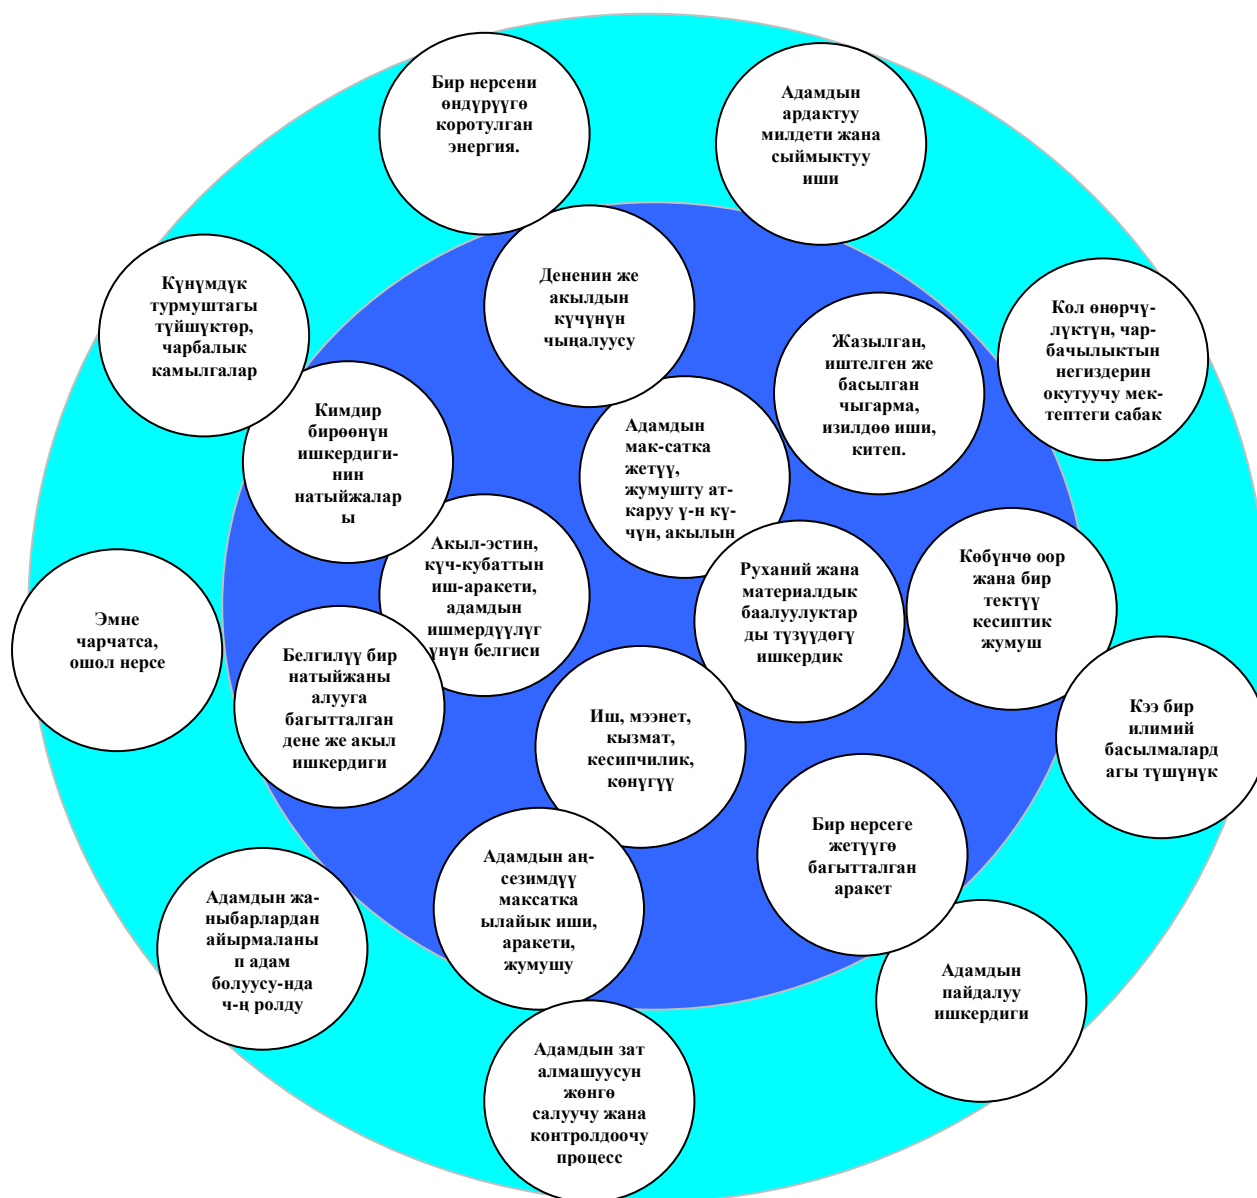 Бир нерсени
өндүрүүгө
коротулган
энергия.
Адамдын
ардактуу
милдети жана
сыймыктуу
иши
Дененин же
акылдын
күчүнүн
чыңалуусу
Күнүмдүк
турмуштагы
түйшүктөр,
чарбалык
камылгалар
Кол өнөрчү-
лүктүн, чар-
бачылыктын
негиздерин
окутуучу мек-
тептеги сабак
Жазылган,
иштелген же
басылган
чыгарма,
изилдөө иши,
китеп.
Кимдир
бирөөнүн
ишкердиги-
нин
натыйжалар
ы
Адамдын
мак-сатка
жетүү,
жумушту ат-
каруу ү-н кү-
чүн, акылын
Акыл-эстин,
күч-кубаттын
иш-аракети,
адамдын
ишмердүүлүг
үнүн белгиси
Руханий жана
материалдык
баалуулуктар
ды түзүүдөгү
ишкердик
Көбүнчө оор
жана бир
тектүү
кесиптик
жумуш
Эмне
чарчатса,
ошол нерсе
Белгилүү бир
натыйжаны
алууга
багытталган
дене же акыл
ишкердиги
Иш, мээнет,
кызмат,
кесипчилик,
көнүгүү
Кээ бир
илимий
басылмалард
агы түшүнүк
Бир нерсеге
жетүүгө
багытталган
аракет
Адамдын аң-
сезимдүү
максатка
ылайык иши,
аракети,
жумушу
Адамдын жа-
ныбарлардан
айырмаланы
п адам
болуусу-нда
ч-ң ролду
Адамдын
пайдалуу
ишкердиги
Адамдын зат
алмашуусун
жөнгө
салуучу жана
контролдоочу
процесс